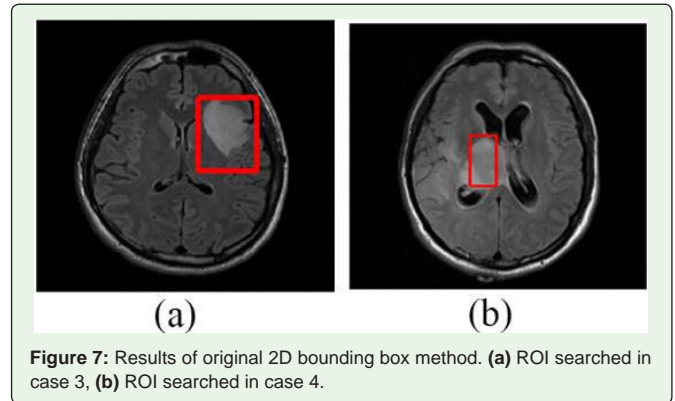 (a) (b)
Figure 7: Results of original 2D bounding box method. (a) ROI searched in
case 3, (b) ROI searched in case 4.